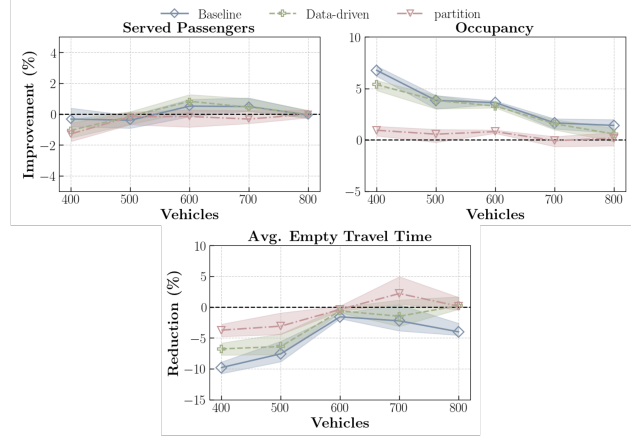 Baseline Data-driven partition
Served Passengers
Improvement (%)
4
2
0
−2
−4
400 500 600 700 800
Vehicles
Occupancy
10
5
0
−5
400 500 600 700 800
Vehicles
Avg. Empty Travel Time
Reduction (%)
10
5
0
−5
−10
−15
400 500 600 700 800
Vehicles